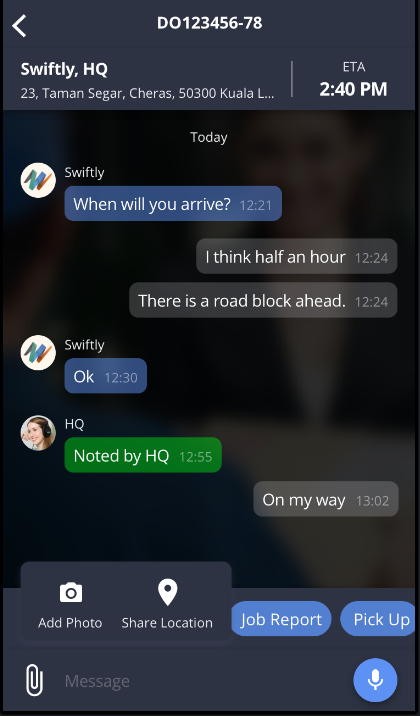 DO123456-78
Swiftly, HQ
23, Taman Segar, Cheras, 50300 Kuala L...
ETA
2:40 PM
Today
Swiftly
When will you arrive? 12:21
I think half an hour 12:24
There is a road block ahead. 12:24
Swiftly
Ok 12:30
HQ
Noted by HQ 12:55
On my way 13:02
Add Photo Share Location
Job Report Pick Up
Message